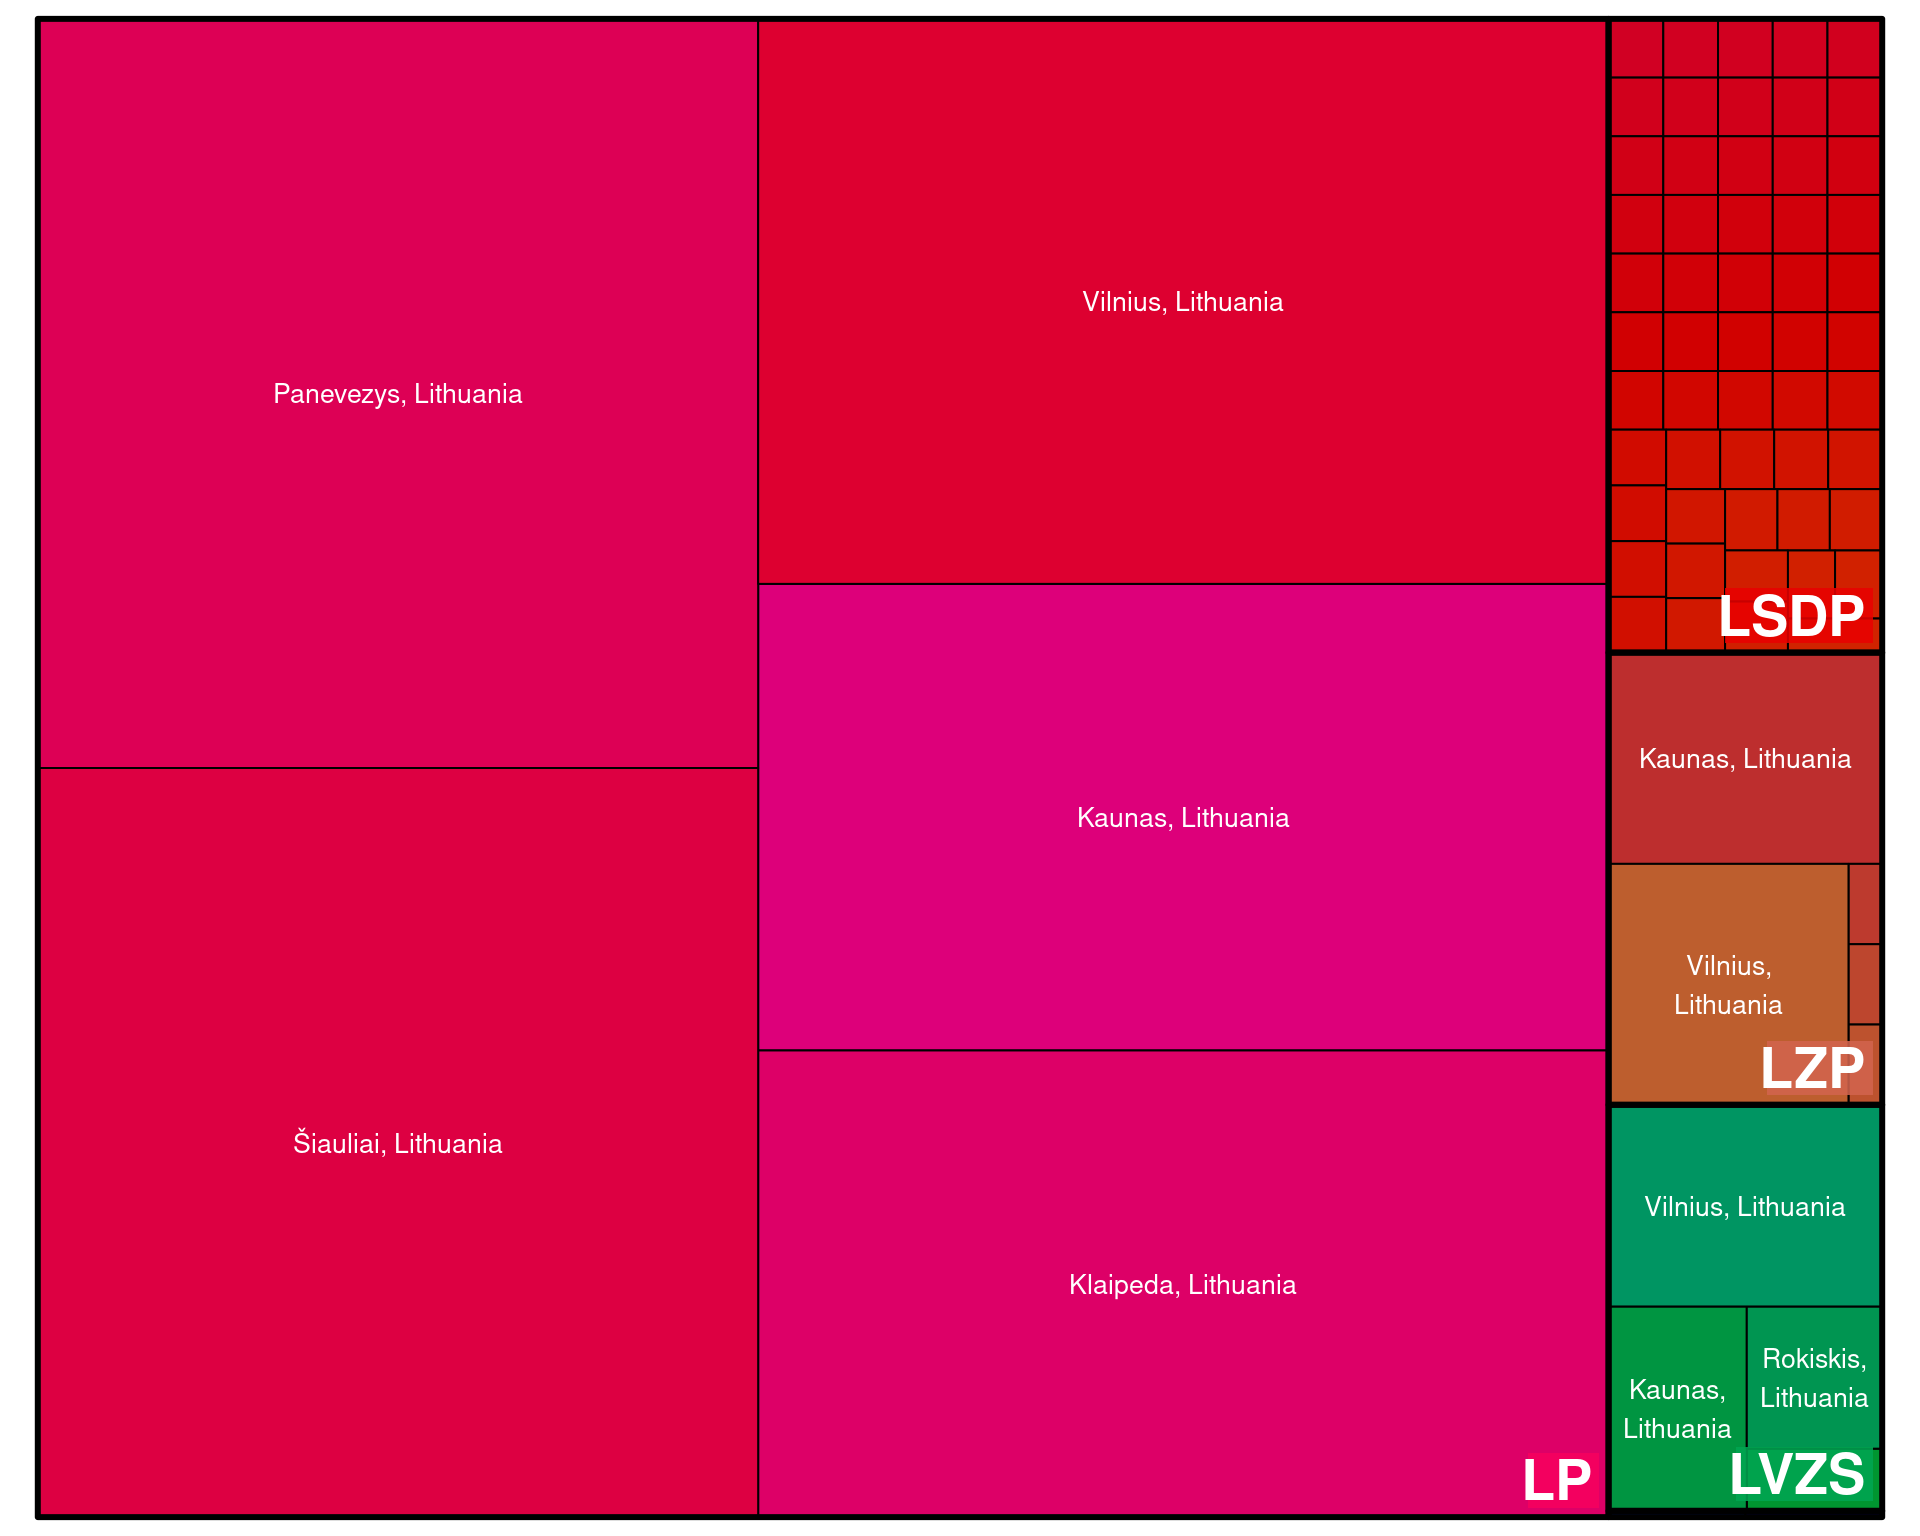 Panevezys, Lithuania
Šiauliai, Lithuania
Vilnius, Lithuania
Kaunas, Lithuania
Klaipeda, Lithuania
LP
LSDP
Kaunas, Lithuania
Vilnius,
Lithuania
LZP
Vilnius, Lithuania
Kaunas,
Lithuania
Rokiskis,
Lithuania
LVZS